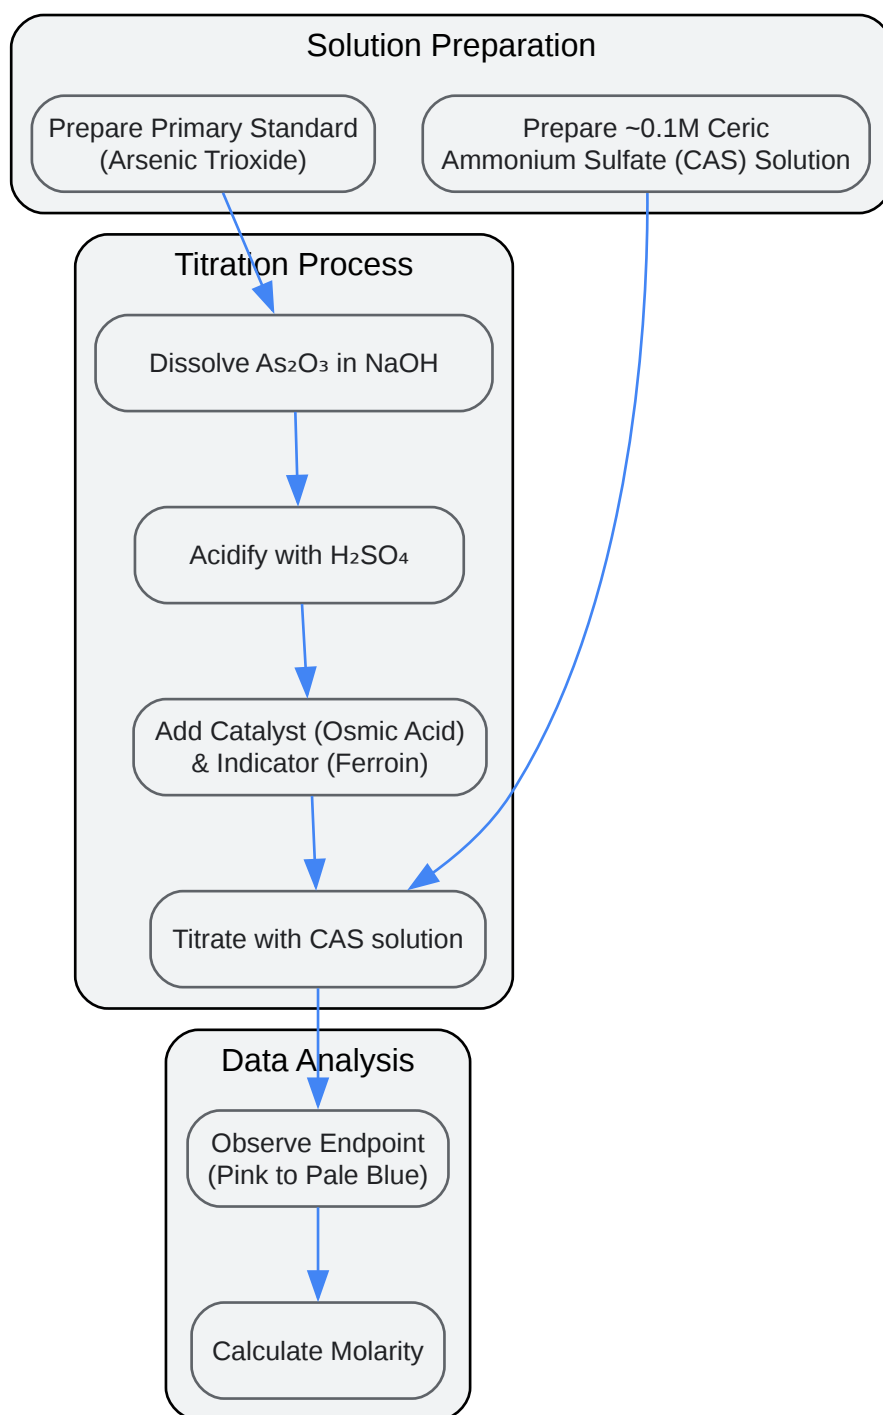 Solution Preparation
Prepare Primary Standard
(Arsenic Trioxide)
Prepare ~0.1M Ceric
Ammonium Sulfate (CAS) Solution
Titration Process
Dissolve As₂O₃ in NaOH
Acidify with H₂SO₄
Add Catalyst (Osmic Acid)
& Indicator (Ferroin)
Titrate with CAS solution
Data Analysis
Observe Endpoint
(Pink to Pale Blue)
Calculate Molarity